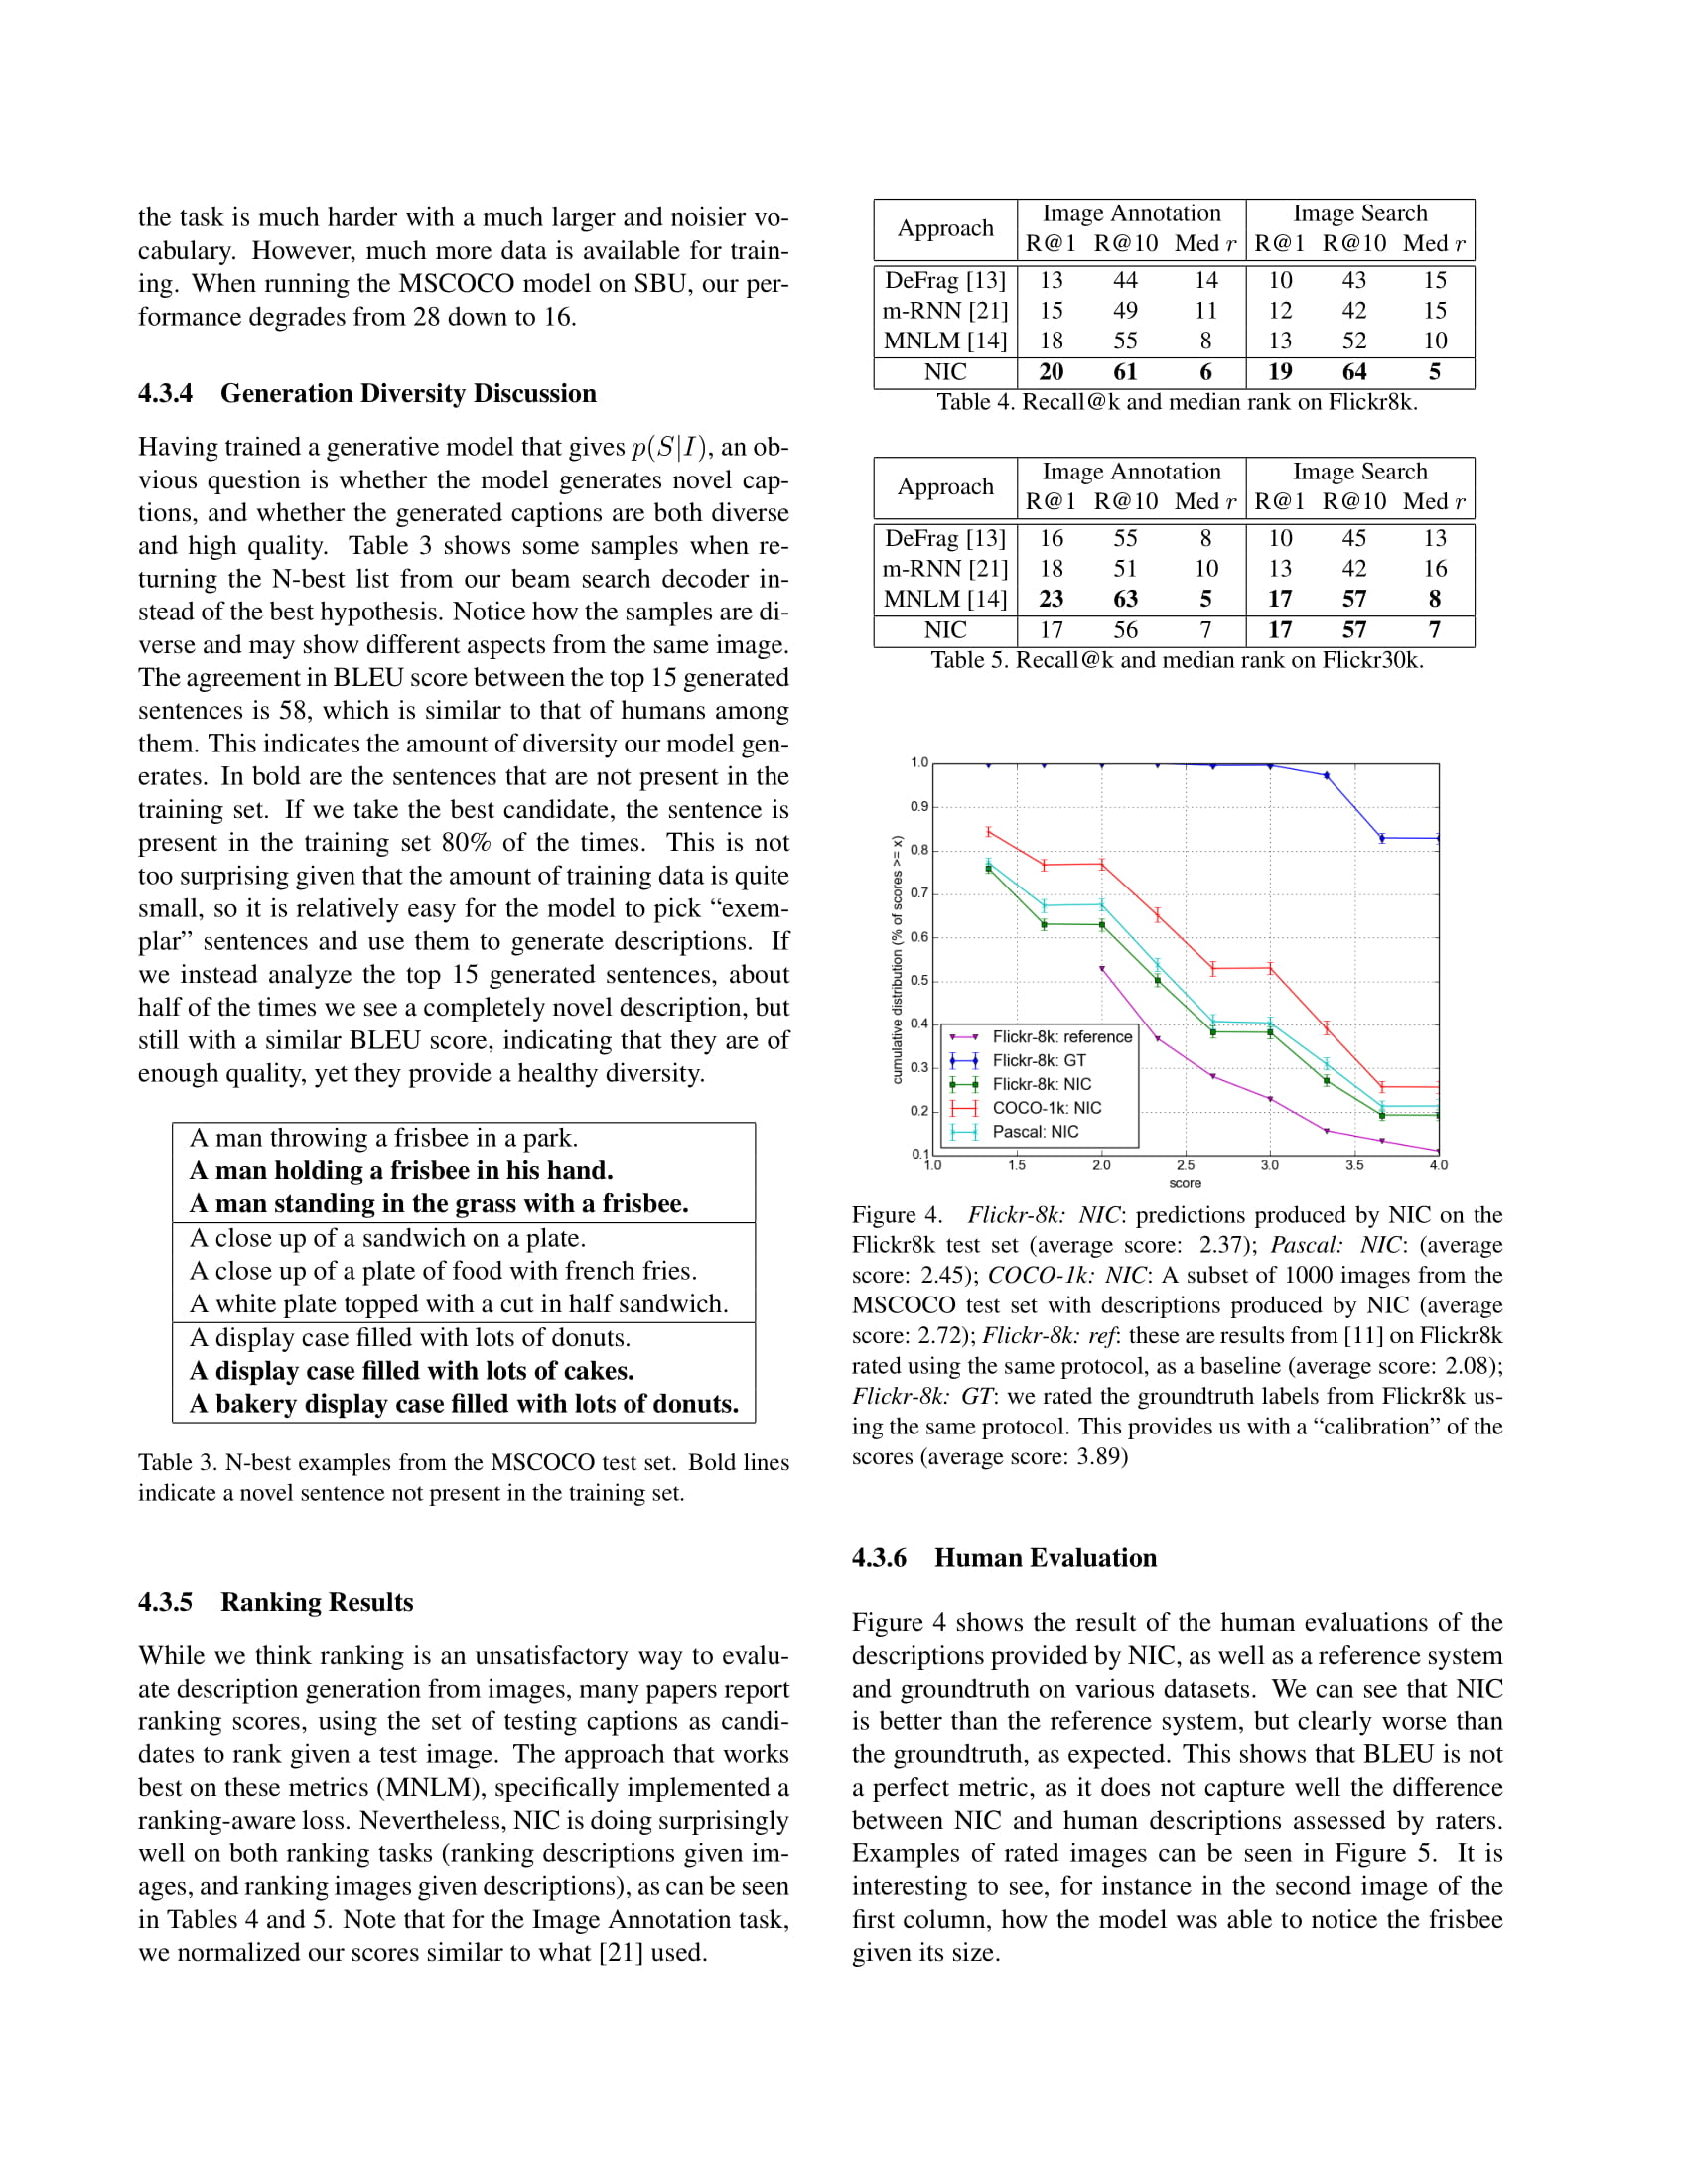 the task is much harder with a much larger and noisier vo-
cabulary. However, much more data is available for train-
ing. When running the MSCOCO model on SBU, our per-
formance degrades from 28 down to 16.
4.3.4 Generation Diversity Discussion
Having trained a generative model that gives p(S|I), an ob-
vious question is whether the model generates novel cap-
tions, and whether the generated captions are both diverse
and high quality. Table 3 shows some samples when re-
turning the N-best list from our beam search decoder in-
stead of the best hypothesis. Notice how the samples are di-
verse and may show different aspects from the same image.
The agreement in BLEU score between the top 15 generated
sentences is 58, which is similar to that of humans among
them. This indicates the amount of diversity our model gen-
erates. In bold are the sentences that are not present in the
training set. If we take the best candidate, the sentence is
present in the training set 80% of the times. This is not
too surprising given that the amount of training data is quite
small, so it is relatively easy for the model to pick “exem-
plar” sentences and use them to generate descriptions. If
we instead analyze the top 15 generated sentences, about
half of the times we see a completely novel description, but
still with a similar BLEU score, indicating that they are of
enough quality, yet they provide a healthy diversity.
A man throwing a frisbee in a park.
A man holding a frisbee in his hand.
A man standing in the grass with a frisbee.
A close up of a sandwich on a plate.
A close up of a plate of food with french fries.
A white plate topped with a cut in half sandwich.
A display case filled with lots of donuts.
A display case filled with lots of cakes.
A bakery display case filled with lots of donuts.
Table 3. N-best examples from the MSCOCO test set. Bold lines
indicate a novel sentence not present in the training set.
4.3.5 Ranking Results
While we think ranking is an unsatisfactory way to evalu-
ate description generation from images, many papers report
ranking scores, using the set of testing captions as candi-
dates to rank given a test image. The approach that works
best on these metrics (MNLM), specifically implemented a
ranking-aware loss. Nevertheless, NIC is doing surprisingly
well on both ranking tasks (ranking descriptions given im-
ages, and ranking images given descriptions), as can be seen
in Tables 4 and 5. Note that for the Image Annotation task,
we normalized our scores similar to what [21] used.
Approach Image Annotation Image Search
R@1 R@10 Med r R@1 R@10 Med r
DeFrag [13] 13 44 14 10 43 15
m-RNN [21] 15 49 11 12 42 15
MNLM [14] 18 55 8 13 52 10
NIC 20 61 6 19 64 5
Table 4. Recall@k and median rank on Flickr8k.
Approach Image Annotation Image Search
R@1 R@10 Med r R@1 R@10 Med r
DeFrag [13] 16 55 8 10 45 13
m-RNN [21] 18 51 10 13 42 16
MNLM [14] 23 63 5 17 57 8
NIC 17 56 7 17 57 7
Table 5. Recall@k and median rank on Flickr30k.
cumulative distribution (% of scores >= x)
1.0
0.9
0.8
0.7
0.6
0.5
0.4
0.3
0.2
0.1
Flickr-8k: reference
Flickr-8k: GT
Flickr-8k: NIC
COCO-1k: NIC
Pascal: NIC
1.0 1.5 2.0 2.5 3.0 3.5 4.0
score
Figure 4. Flickr-8k: NIC: predictions produced by NIC on the
Flickr8k test set (average score: 2.37); Pascal: NIC: (average
score: 2.45); COCO-1k: NIC: A subset of 1000 images from the
MSCOCO test set with descriptions produced by NIC (average
score: 2.72); Flickr-8k: ref: these are results from [11] on Flickr8k
rated using the same protocol, as a baseline (average score: 2.08);
Flickr-8k: GT: we rated the groundtruth labels from Flickr8k us-
ing the same protocol. This provides us with a “calibration” of the
scores (average score: 3.89)
4.3.6 Human Evaluation
Figure 4 shows the result of the human evaluations of the
descriptions provided by NIC, as well as a reference system
and groundtruth on various datasets. We can see that NIC
is better than the reference system, but clearly worse than
the groundtruth, as expected. This shows that BLEU is not
a perfect metric, as it does not capture well the difference
between NIC and human descriptions assessed by raters.
Examples of rated images can be seen in Figure 5. It is
interesting to see, for instance in the second image of the
first column, how the model was able to notice the frisbee
given its size.